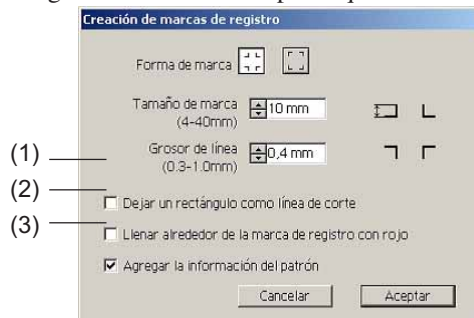 Creación de marcas de registro
Forma de marca
Tamaño de marca 10 mm
(4-40mm)
(1) Grosor de línea 0,4 mm
(0.3-1.0mm)
(2)
Dejar un rectángulo como línea de corte
(3)
Llenar alrededor de la marca de registro con rojo
Agregar la información del patrón
Cancelar Aceptar